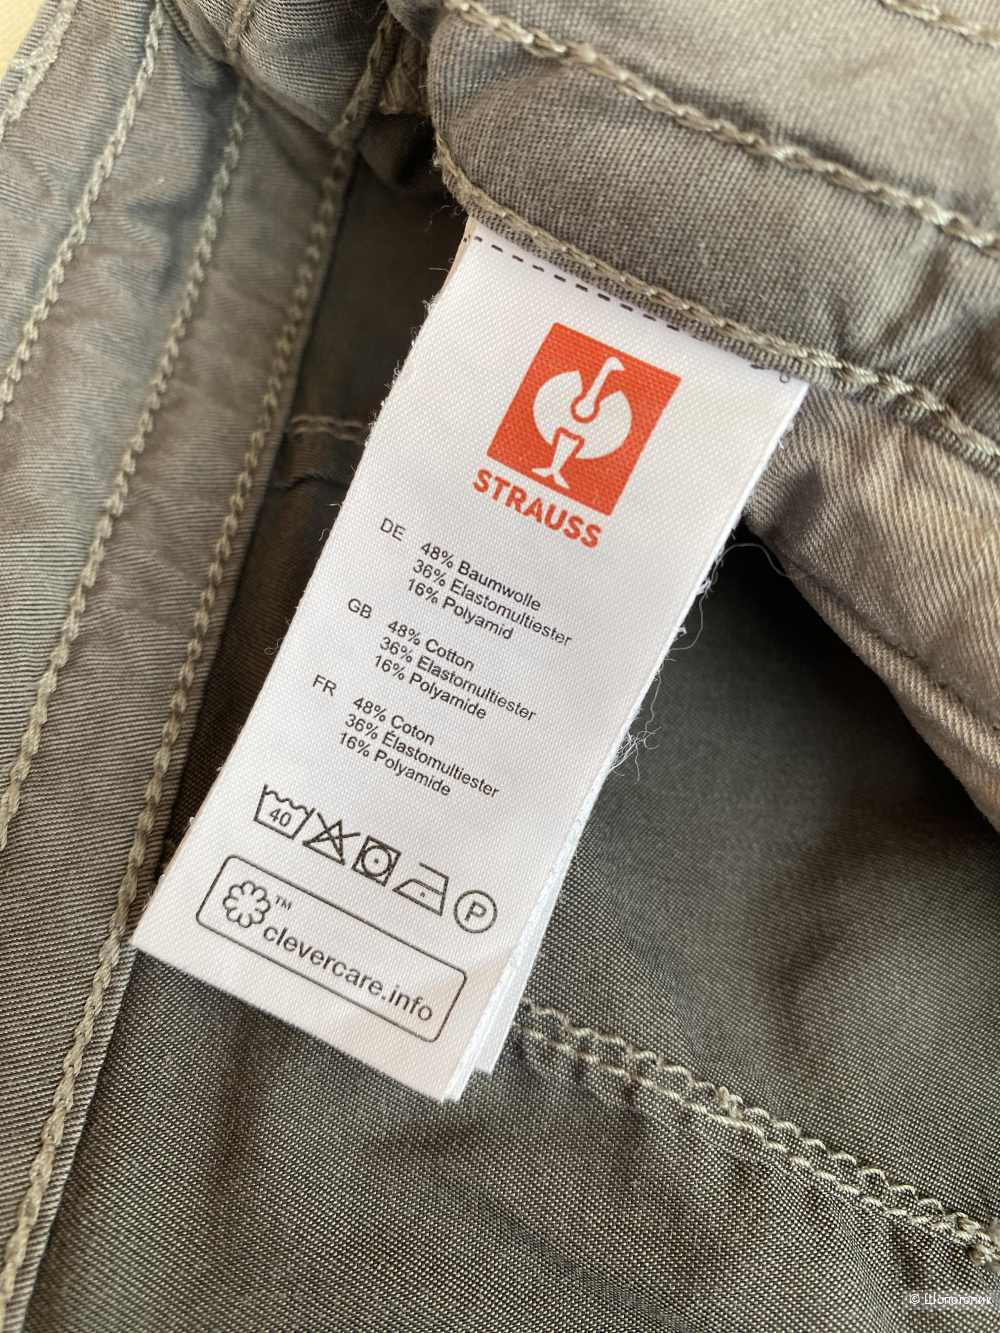 STRAUSS
DE 48% Baumwolle
36% Elastomultiester
16% Polyamid
GB 48% Cotton
36% Elastomultiester
16% Polyamide
FR 48% Coton
36% Élastomultiester
16% Polyamide
40
P
™
clevercare.info
© Шопоголик